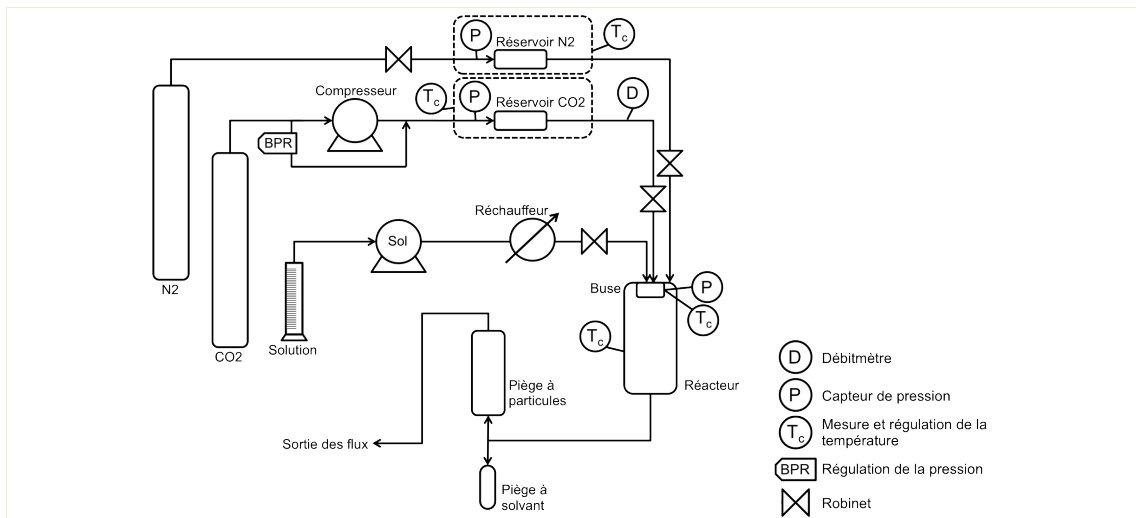 P
Réservoir N2
Tc
Compresseur
Tc
P
Réservoir CO2
D
BPR
Réchauffeur
Sol
N2
Buse
P
Tc
Solution
CO2
Tc
Réacteur
Piège à
particules
Sortie des flux
Piège à
solvant
D Débitmètre
P Capteur de pression
Tc Mesure et régulation de la
température
BPR Régulation de la pression
Robinet